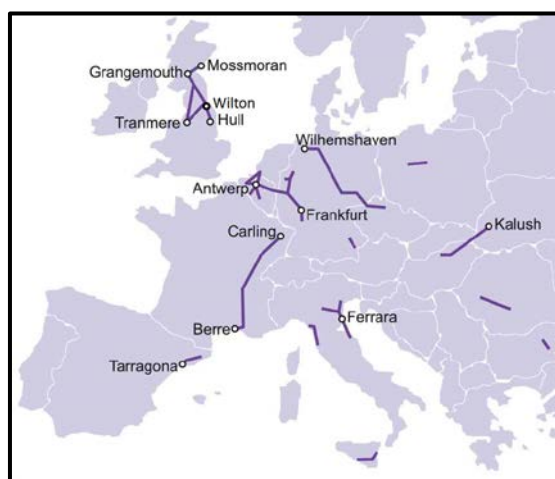 Grangemouth
Mossmoran
Tranmere
Wilton
Hull
Wilhemshaven
Antwerp
Frankfurt
Carling
Kalush
Berre
Ferrara
Tarragona